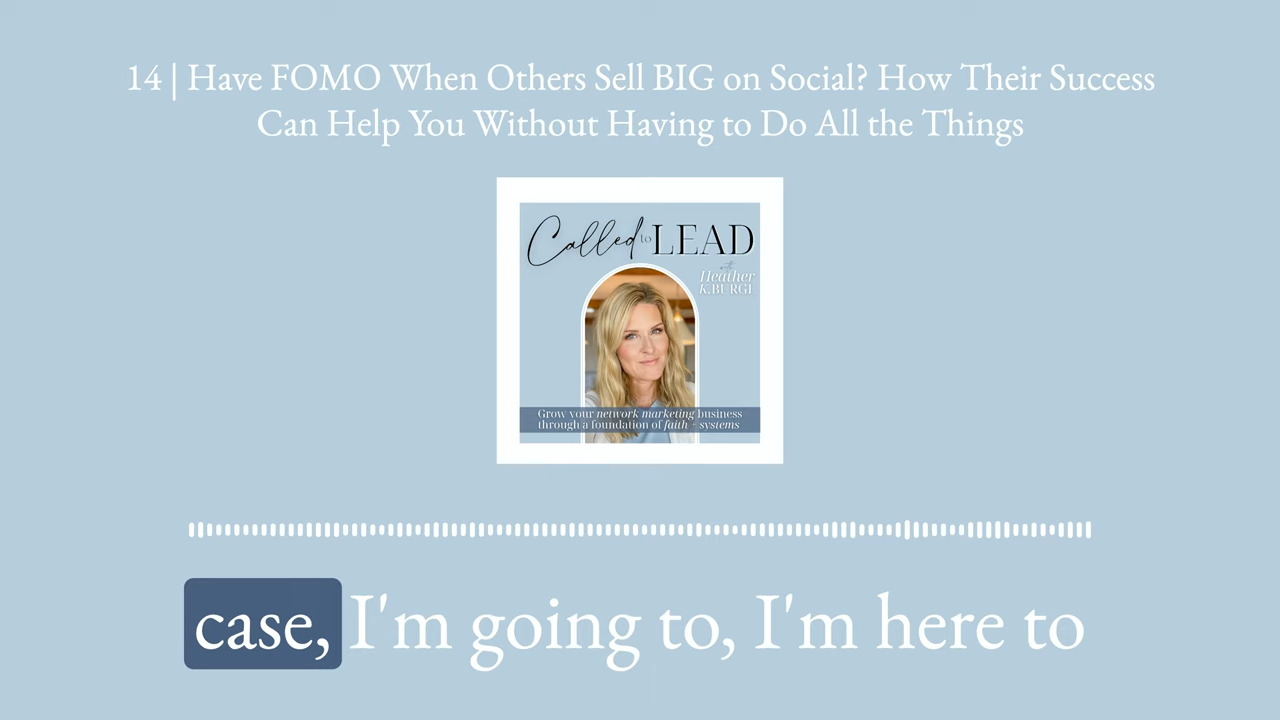 14 | Have FOMO When Others Sell BIG on Social? How Their Success
Can Help You Without Having to Do All the Things
Called to LEAD
with
Heather
K.BURGE
Grow your network marketing business
through a foundation of faith + systems
case, I'm going to, I'm here to